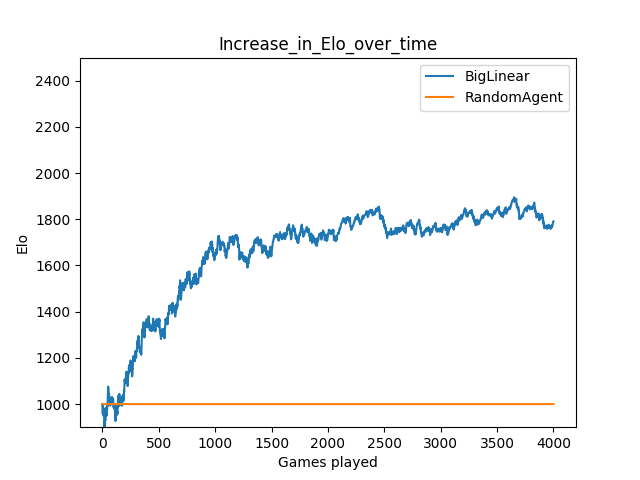 Increase_in_Elo_over_time
BigLinear
RandomAgent
2400
2200
2000
1800
1600
1400
1200
1000
Elo
0 500 1000 1500 2000 2500 3000 3500 4000
Games played